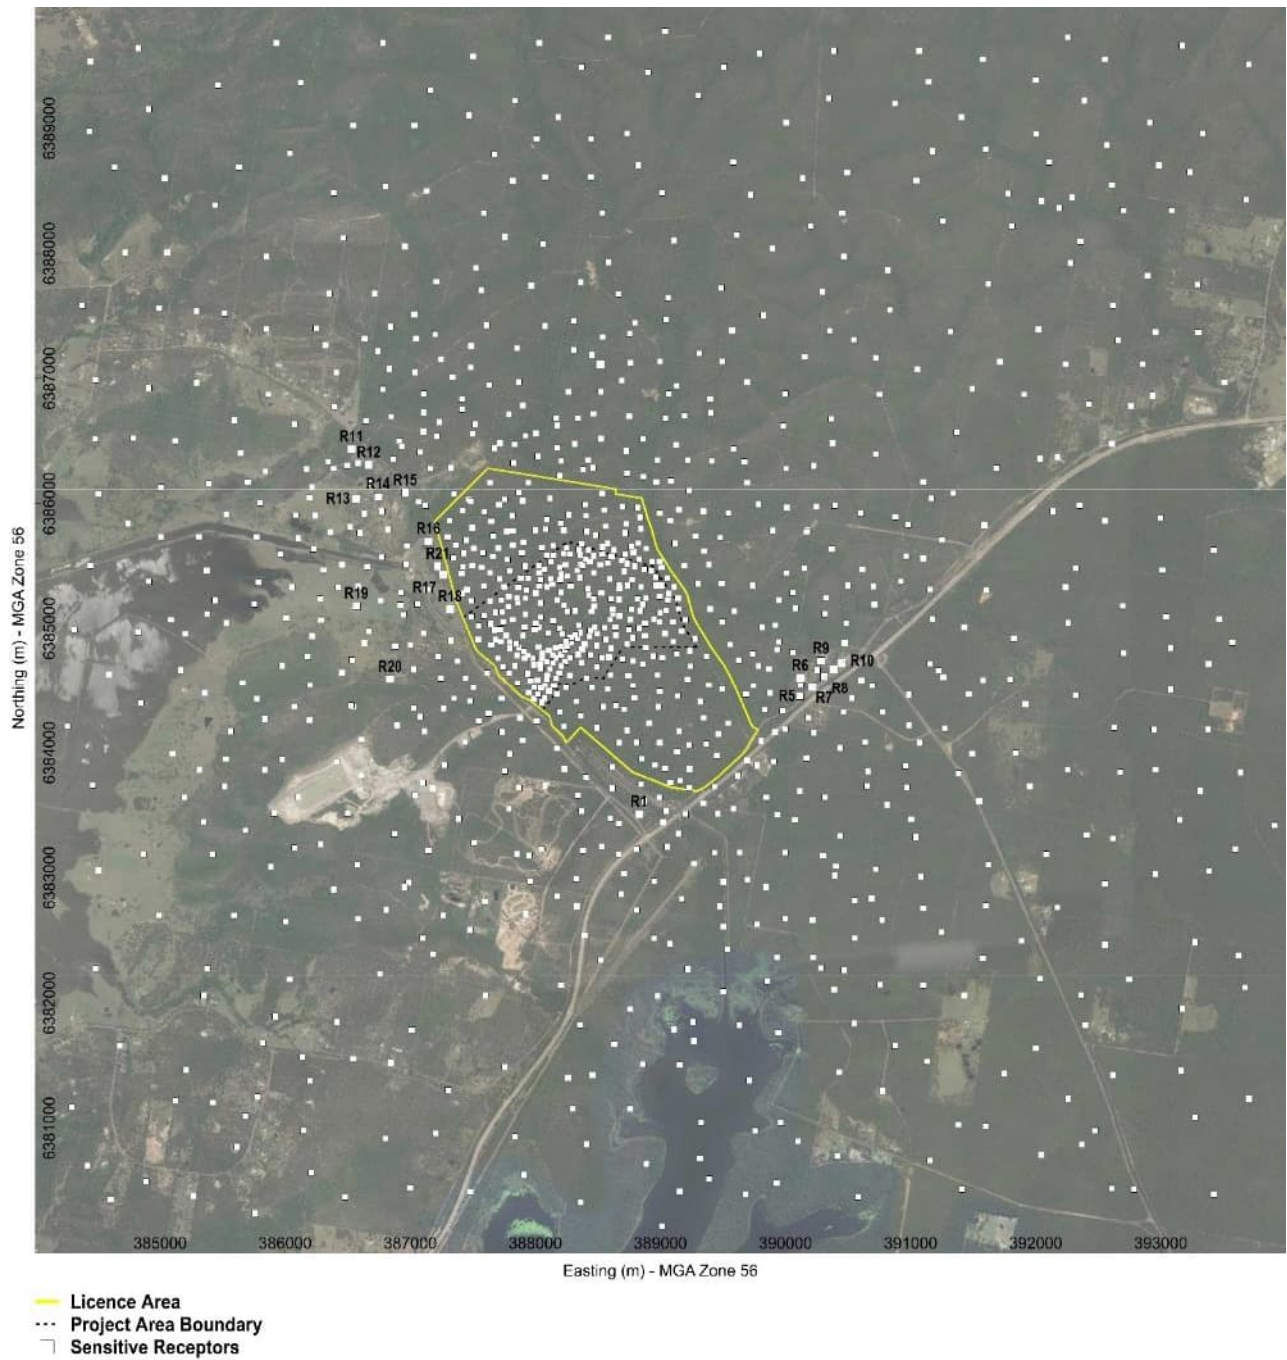 6389000
6388000
6387000
6386000
6385000
6384000
6383000
6382000
6381000
Northing (m) - MGA Zone 56
R11
R12
R14
R15
R13
R16
R21
R17
R18
R19
R20
R9
R10
R6
R8
R5
R7
R1
385000 386000 387000 388000 389000 390000 391000 392000 393000
Easting (m) - MGA Zone 56
Licence Area
Project Area Boundary
Sensitive Receptors